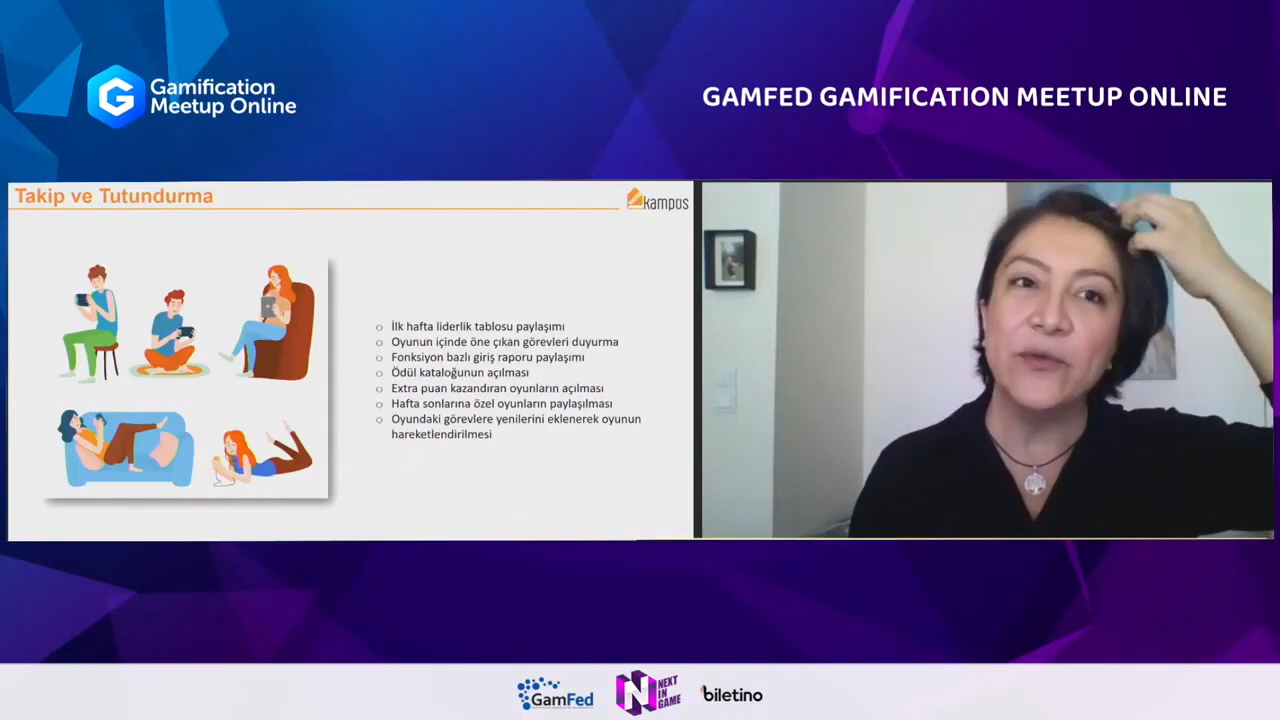 Gamification
Meetup Online
GAMFED GAMIFICATION MEETUP ONLINE
Takip ve Tutundurma
kampüs
İlk hafta liderlik tablosu paylaşımı
Oyunun içinde öne çıkan görevleri duyurma
Fonksiyon bazlı giriş raporu paylaşımı
Ödül kataloğunun açılması
Extra puan kazandıran oyunların açılması
Hafta sonlarına özel oyunların paylaşılması
Oyundaki görevlere yenilerini eklenerek oyunun
hareketlendirilmesi
GamFed
NEXT
IN
GAME
biletino